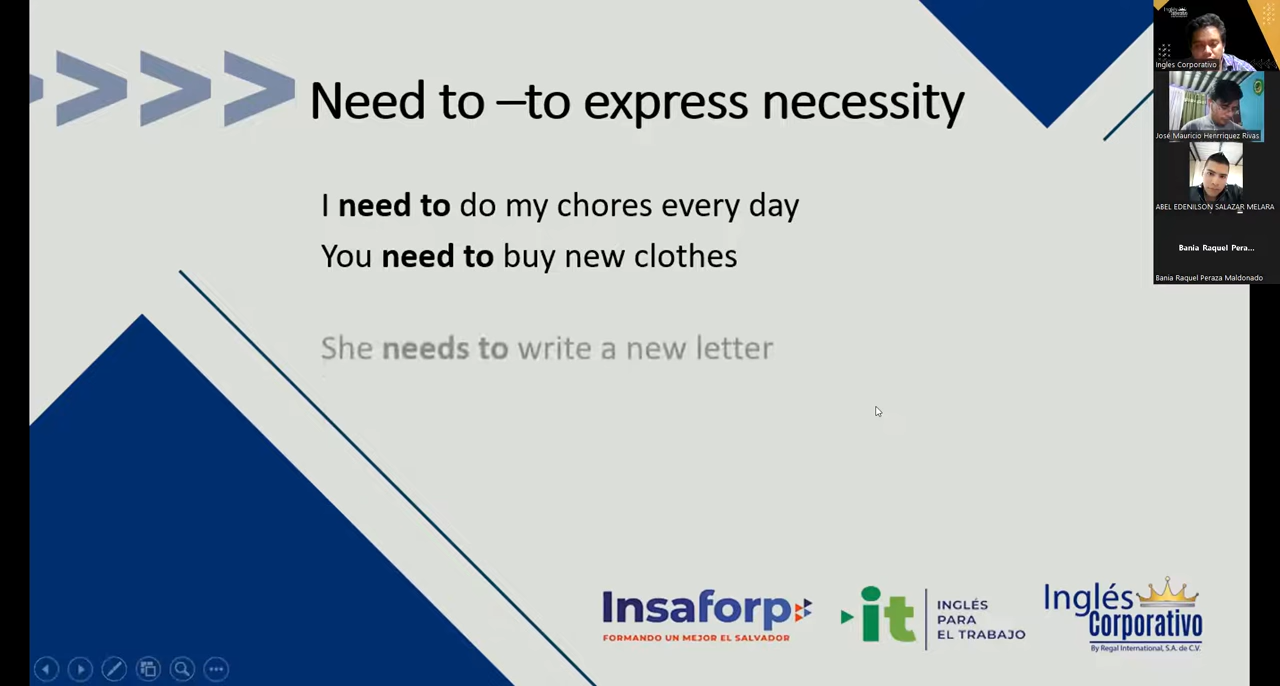 Need to –to express necessity
I need to do my chores every day
You need to buy new clothes
She needs to write a new letter
Insaforp
FORMANDO UN MEJOR EL SALVADOR
it
INGLÉS
PARA
EL TRABAJO
Inglés
Corporativo
By Regal International, S.A. de C.V.
Ingles Corporativo
José Mauricio Henrríquez Rivas
ABEL EDENILSON SALAZAR MELARA
Bania Raquel Pera...
Bania Raquel Peraza Maldonado